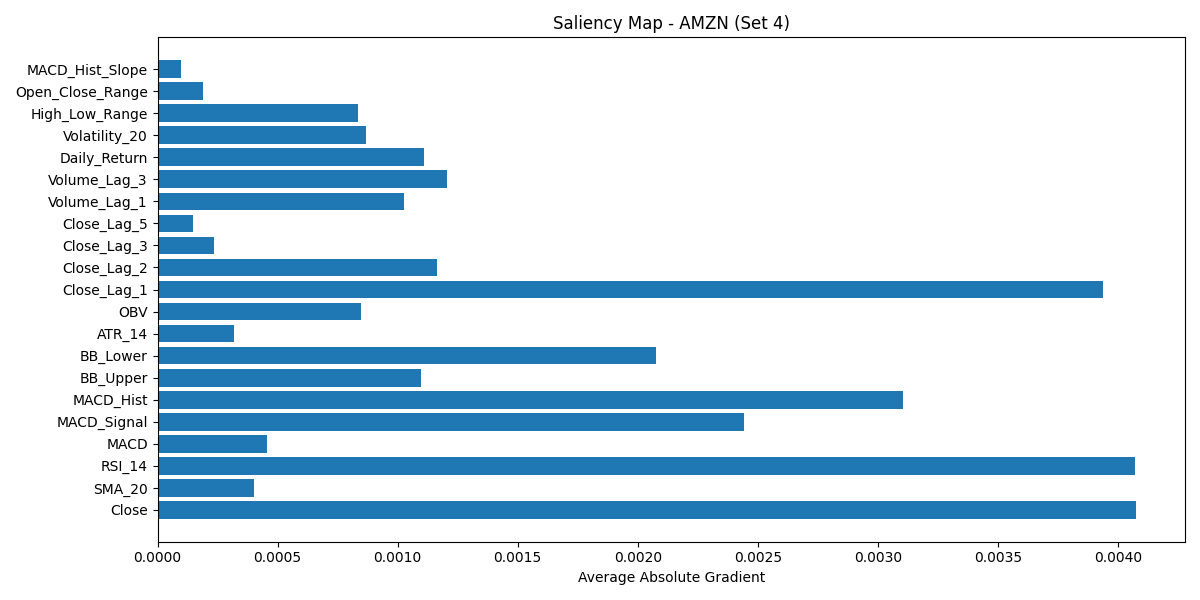 Saliency Map - AMZN (Set 4)
MACD_Hist_Slope
Open_Close_Range
High_Low_Range
Volatility_20
Daily_Return
Volume_Lag_3
Volume_Lag_1
Close_Lag_5
Close_Lag_3
Close_Lag_2
Close_Lag_1
OBV
ATR_14
BB_Lower
BB_Upper
MACD_Hist
MACD_Signal
MACD
RSI_14
SMA_20
Close
0.0000 0.0005 0.0010 0.0015 0.0020 0.0025 0.0030 0.0035 0.0040
Average Absolute Gradient